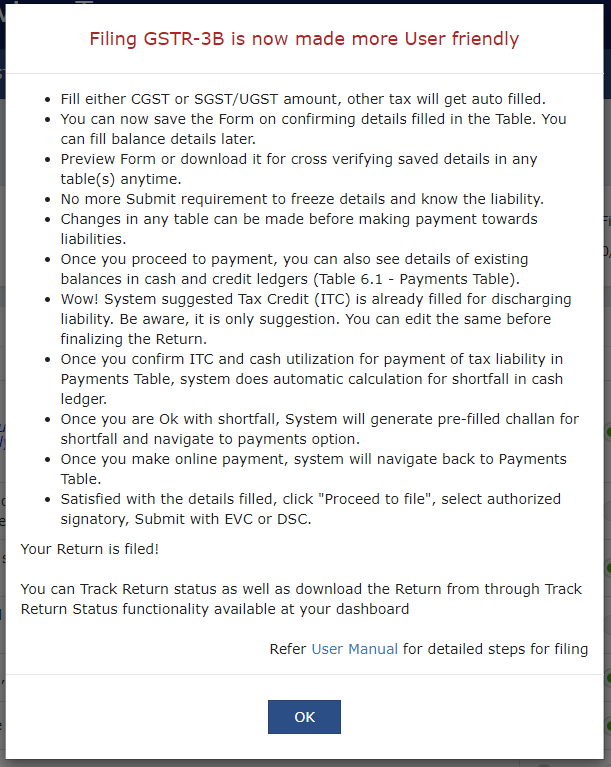 Filing GSTR-3B is now made more User friendly
• Fill either CGST or SGST/UGST amount, other tax will get auto filled.
• You can now save the Form on confirming details filled in the Table. You
can fill balance details later.
• Preview Form or download it for cross verifying saved details in any
table(s) anytime.
• No more Submit requirement to freeze details and know the liability.
• Changes in any table can be made before making payment towards
liabilities.
• Once you proceed to payment, you can also see details of existing
balances in cash and credit ledgers (Table 6.1 - Payments Table).
• Wow! System suggested Tax Credit (ITC) is already filled for discharging
liability. Be aware, it is only suggestion. You can edit the same before
finalizing the Return.
• Once you confirm ITC and cash utilization for payment of tax liability in
Payments Table, system does automatic calculation for shortfall in cash
ledger.
• Once you are Ok with shortfall, System will generate pre-filled challan for
shortfall and navigate to payments option.
• Once you make online payment, system will navigate back to Payments
Table.
• Satisfied with the details filled, click "Proceed to file", select authorized
signatory, Submit with EVC or DSC.
Your Return is filed!
You can Track Return status as well as download the Return from through Track
Return Status functionality available at your dashboard
Refer User Manual for detailed steps for filing
OK